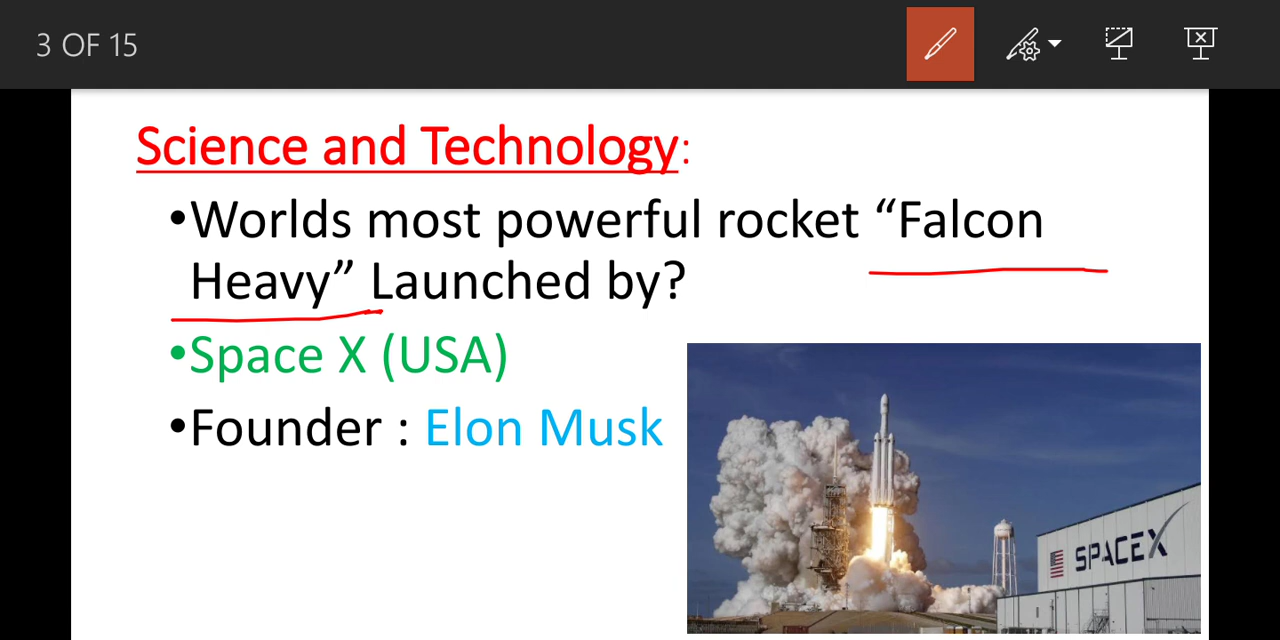 3 OF 15
Science and Technology:
•Worlds most powerful rocket “Falcon
Heavy” Launched by?
•Space X (USA)
•Founder : Elon Musk
SPACEX